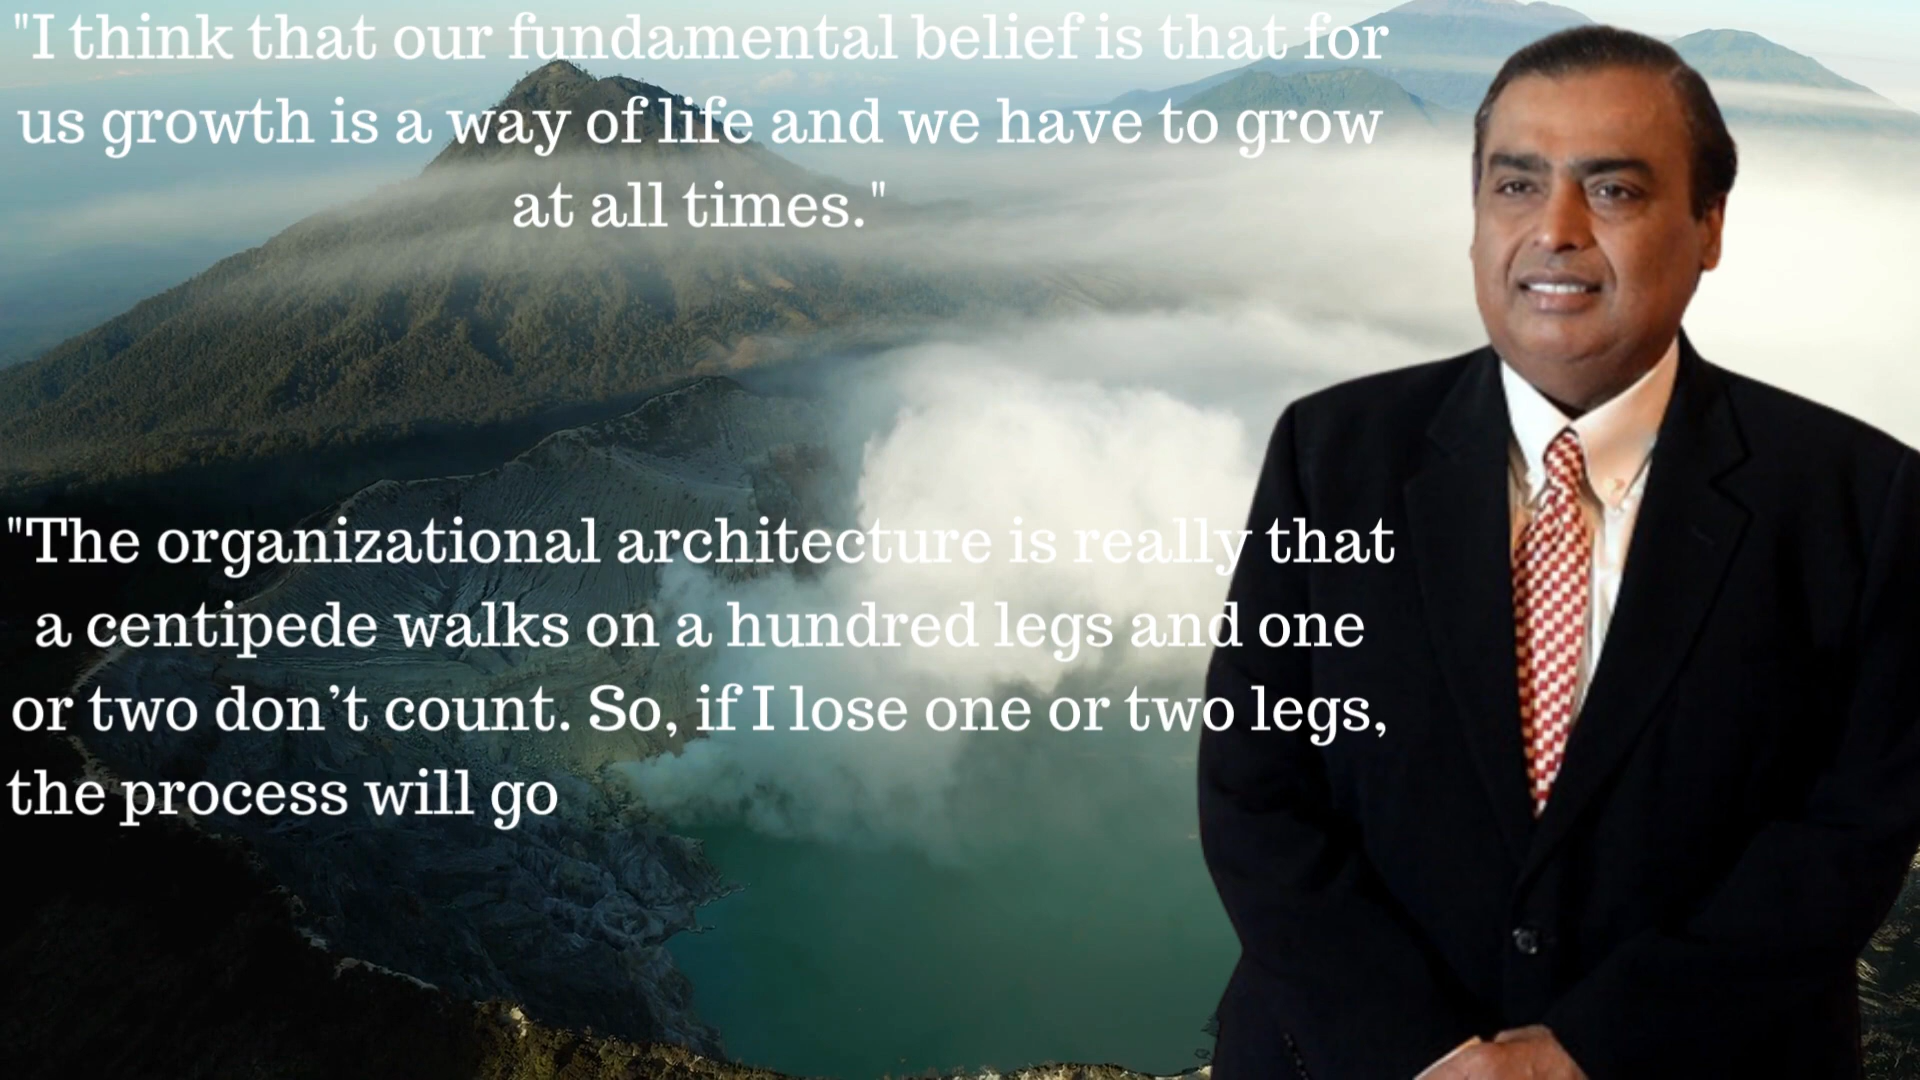 "I think that our fundamental belief is that for
us growth is a way of life and we have to grow
at all times."
"The organizational architecture is really that
a centipede walks on a hundred legs and one
or two don’t count. So, if I lose one or two legs,
the process will go